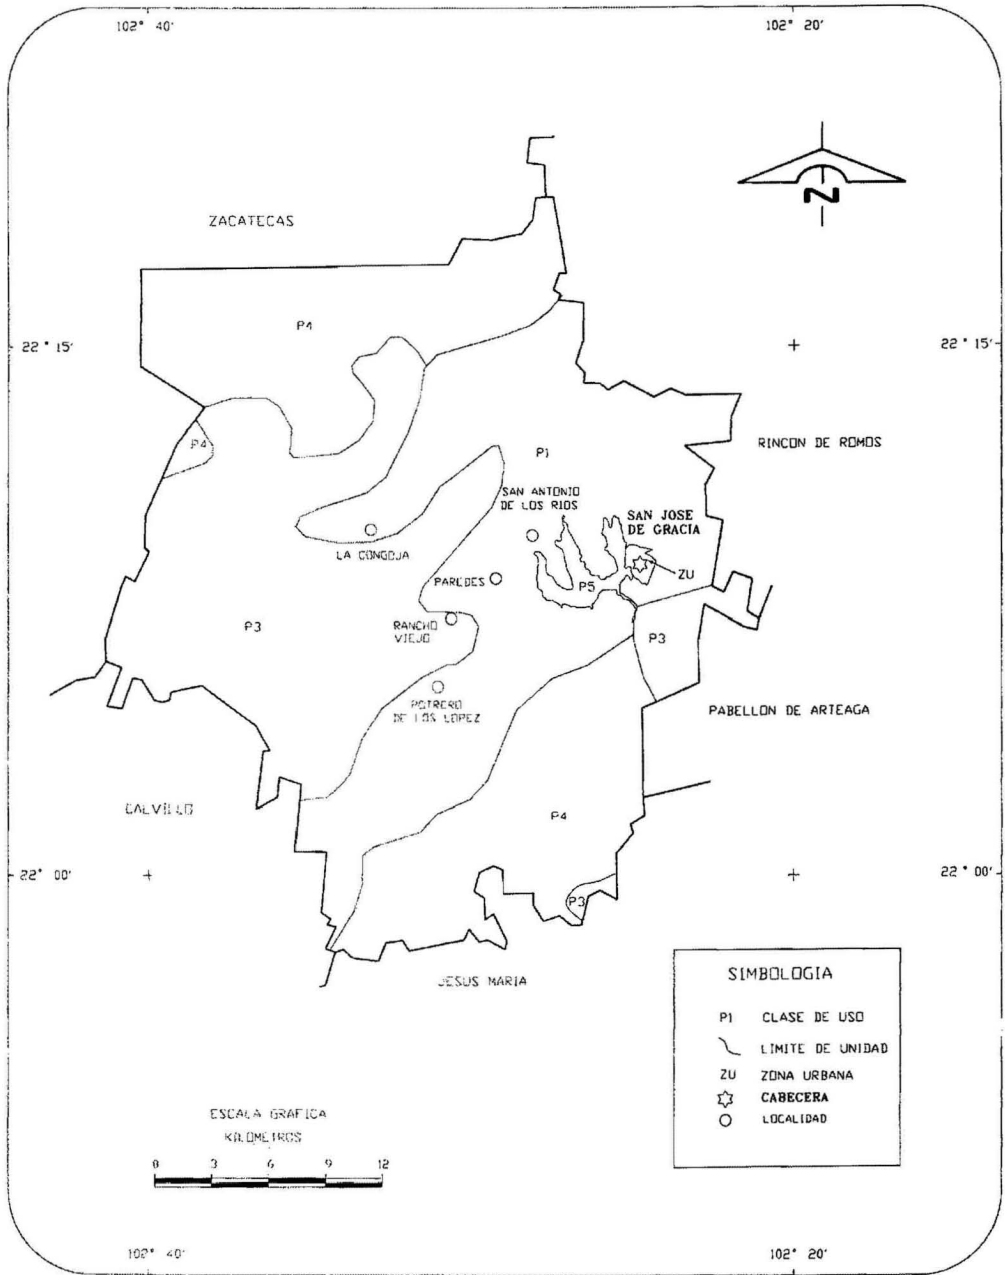 102° 40'
102° 20'
N
ZACATECAS
P4
22° 15'
22° 15'
RINCON DE ROMOS
P4
P1
SAN ANTONIO
DE LOS RIOS
SAN JOSE
DE GRACIA
LA CONGOJA
PAREDES
ZU
P5
P3
RANCHO
VIEJO
P3
POTRERO
DE LOS LOPEZ
PABELLON DE ARTEAGA
CALVILLO
P4
22° 00'
22° 00'
P3
JESUS MARIA
SIMBOLOGIA
P1 CLASE DE USO
LIMITE DE UNIDAD
ZU ZONA URBANA
CABECERA
LOCALIDAD
ESCALA GRAFICA
KILOMETROS
0 3 6 9 12
102° 40'
102° 20'